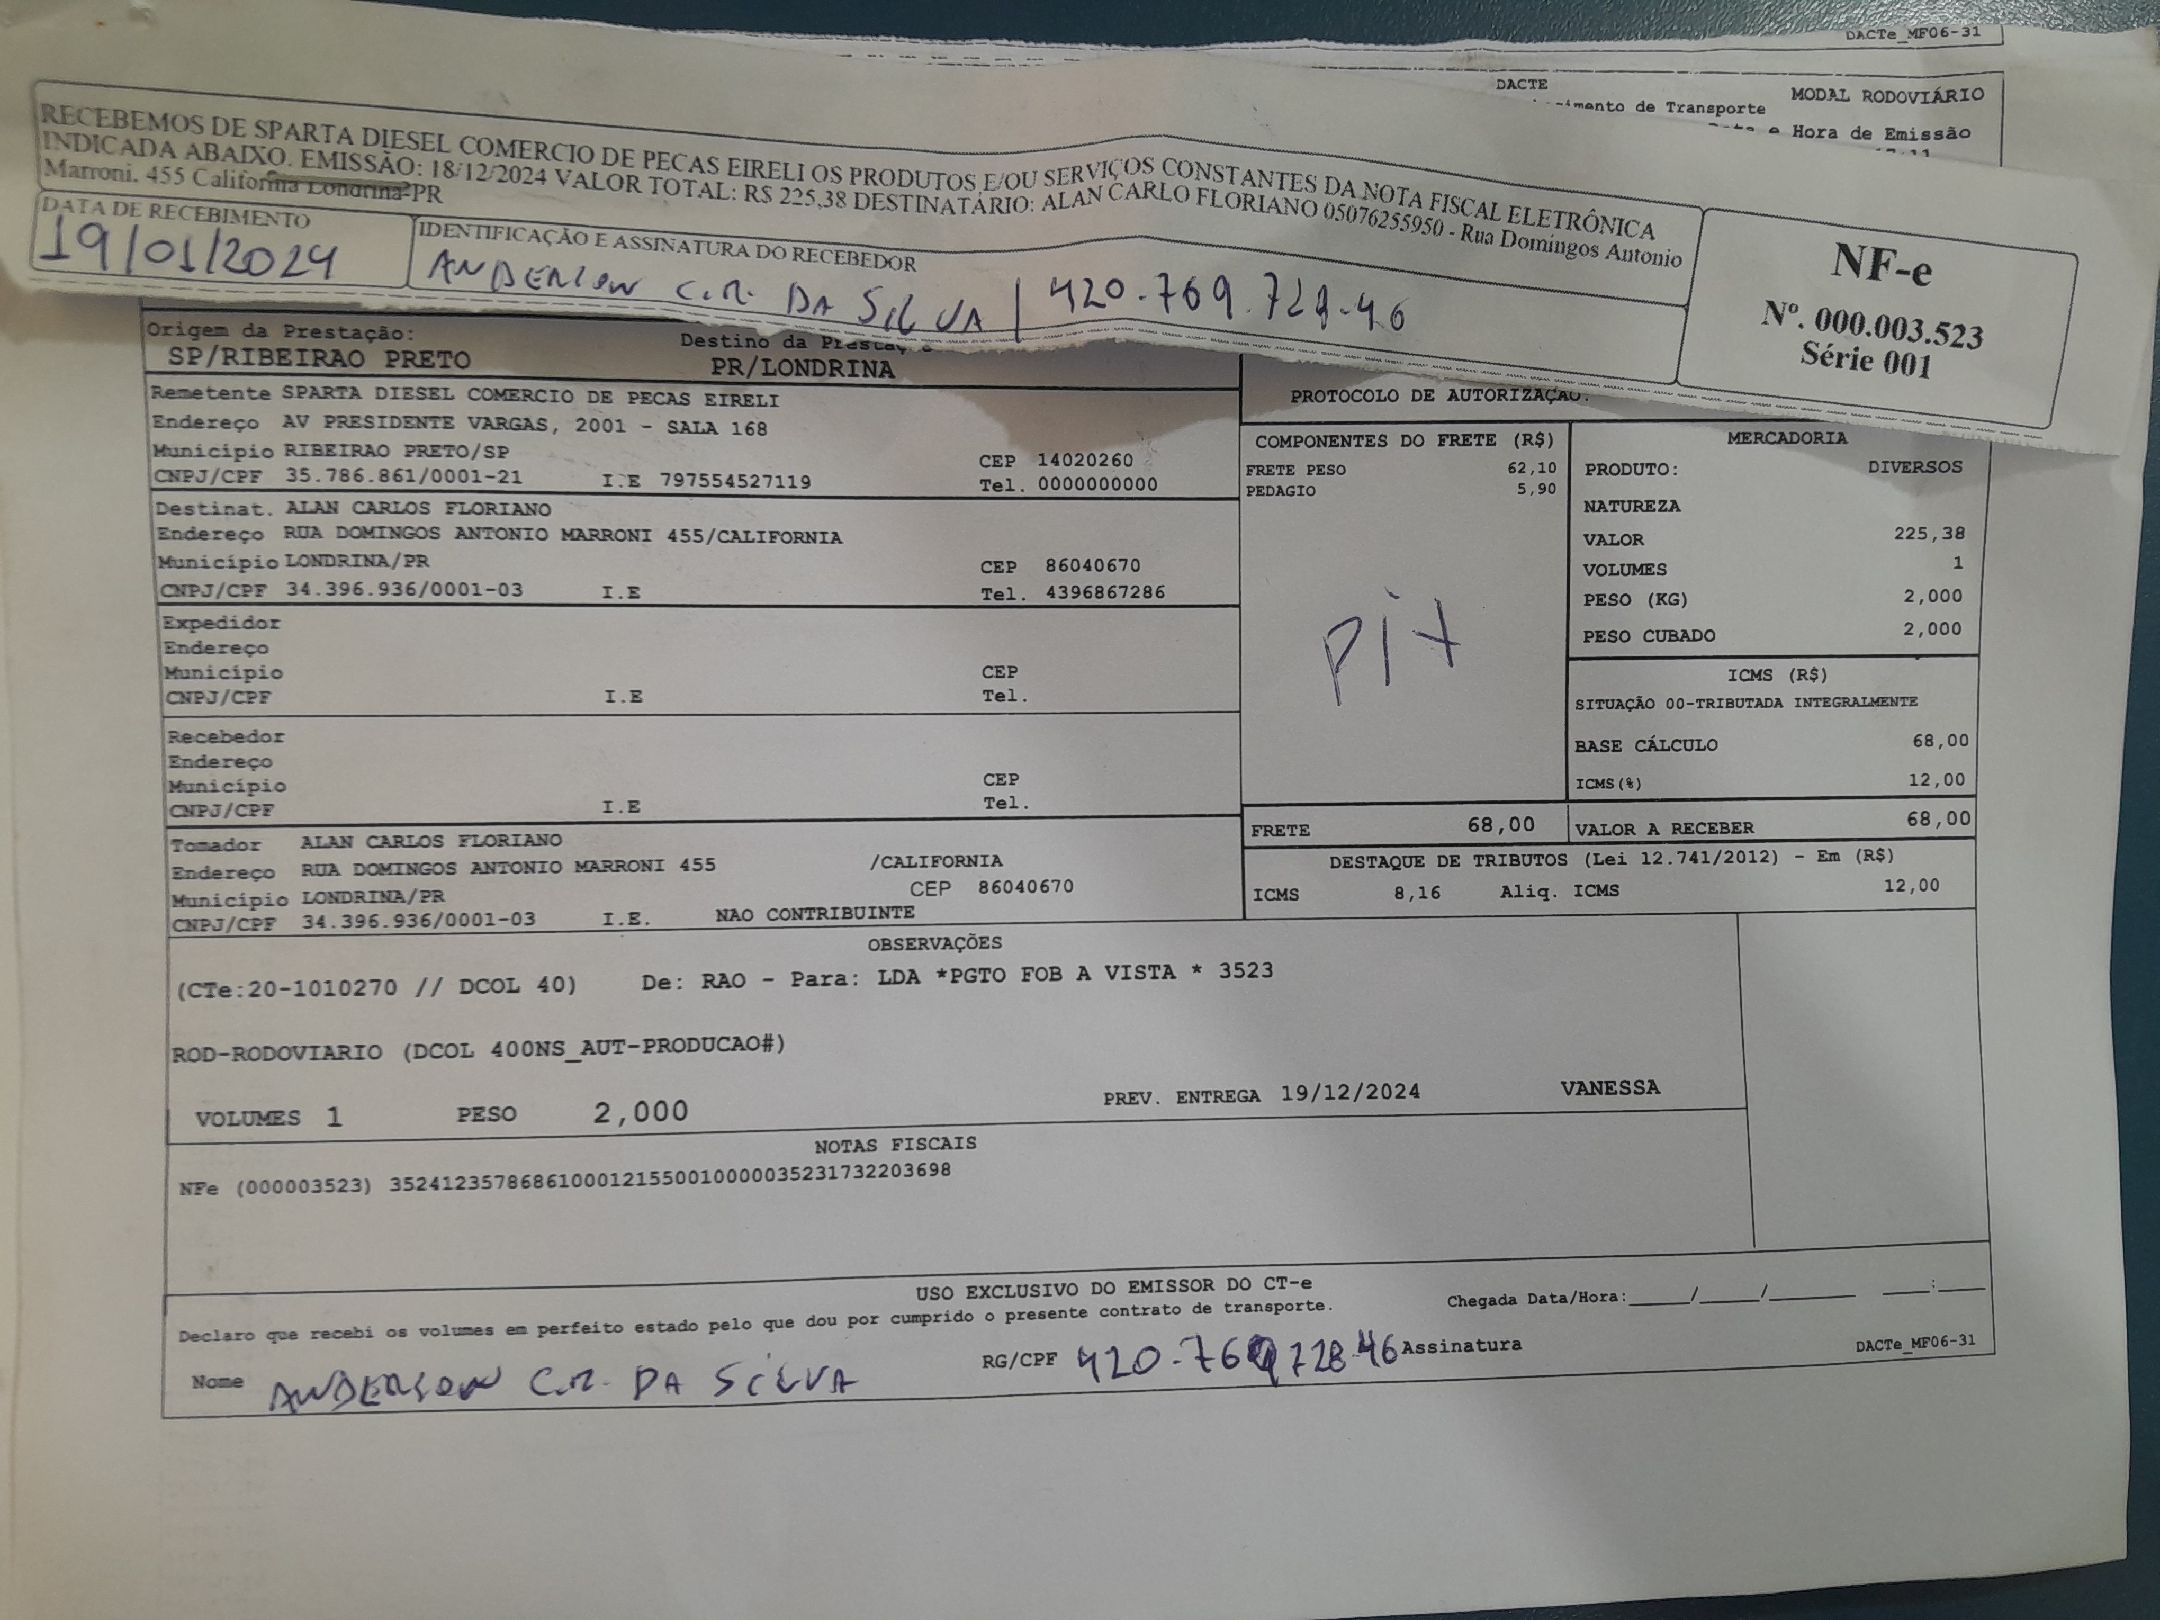 DACTe_MF06-31
DACTE
MODAL RODOVIÁRIO
de Transporte
e Hora de Emissão
RECEBEMOS DE SPARTA DIESEL COMERCIO DE PECAS EIRELI OS PRODUTOS E/OU SERVIÇOS CONSTANTES DA NOTA FISCAL ELETRÔNICA
INDICADA ABAIXO. EMISSÃO: 18/12/2024 VALOR TOTAL: R$ 225,38 DESTINATÁRIO: ALAN CARLO FLORIANO 05076255950 - Rua Domingos Antonio
Marroni, 455 California Londrina-PR
DATA DE RECEBIMENTO
19/01/2024
IDENTIFICAÇÃO E ASSINATURA DO RECEBEDOR
ANDERSON C.R. DA SILVA | 420.769.728-46
NF-e
Nº. 000.003.523
Série 001
Origem da Prestação:
SP/RIBEIRAO PRETO
Destino da
PR/LONDRINA
Remetente SPARTA DIESEL COMERCIO DE PECAS EIRELI
Endereço AV PRESIDENTE VARGAS, 2001 - SALA 168
Município RIBEIRAO PRETO/SP CEP 14020260
CNPJ/CPF 35.786.861/0001-21 I.E 797554527119 Tel. 0000000000
Destinat. ALAN CARLOS FLORIANO
Endereço RUA DOMINGOS ANTONIO MARRONI 455/CALIFORNIA
Município LONDRINA/PR CEP 86040670
CNPJ/CPF 34.396.936/0001-03 I.E Tel. 4396867286
Expedidor
Endereço
Município CEP
CNPJ/CPF I.E Tel.
Recebedor
Endereço
Município CEP
CNPJ/CPF I.E Tel.
Tomador ALAN CARLOS FLORIANO
Endereço RUA DOMINGOS ANTONIO MARRONI 455 /CALIFORNIA
Município LONDRINA/PR CEP 86040670
CNPJ/CPF 34.396.936/0001-03 I.E. NAO CONTRIBUINTE
PROTOCOLO DE AUTORIZAÇÃO:
COMPONENTES DO FRETE (R$)
FRETE PESO 62,10
PEDAGIO 5,90
Pix
MERCADORIA
PRODUTO: DIVERSOS
NATUREZA
VALOR 225,38
VOLUMES 1
PESO (KG) 2,000
PESO CUBADO 2,000
ICMS (R$)
SITUAÇÃO 00-TRIBUTADA INTEGRALMENTE
BASE CÁLCULO 68,00
ICMS(%) 12,00
FRETE 68,00 VALOR A RECEBER 68,00
DESTAQUE DE TRIBUTOS (Lei 12.741/2012) - Em (R$)
ICMS 8,16 Aliq. ICMS 12,00
OBSERVAÇÕES
(CTe:20-1010270 // DCOL 40) De: RAO - Para: LDA *PGTO FOB A VISTA * 3523
ROD-RODOVIARIO (DCOL 400NS_AUT-PRODUCAO#)
VOLUMES 1 PESO 2,000 PREV. ENTREGA 19/12/2024 VANESSA
NOTAS FISCAIS
NFe (000003523) 35241235786861000121550010000035231732203698
USO EXCLUSIVO DO EMISSOR DO CT-e
Declaro que recebi os volumes em perfeito estado pelo que dou por cumprido o presente contrato de transporte.
Chegada Data/Hora:_____/_____/_______ ___:____
Nome ANDERSON C.R. DA SILVA RG/CPF 420.769728.46 Assinatura
DACTe_MF06-31